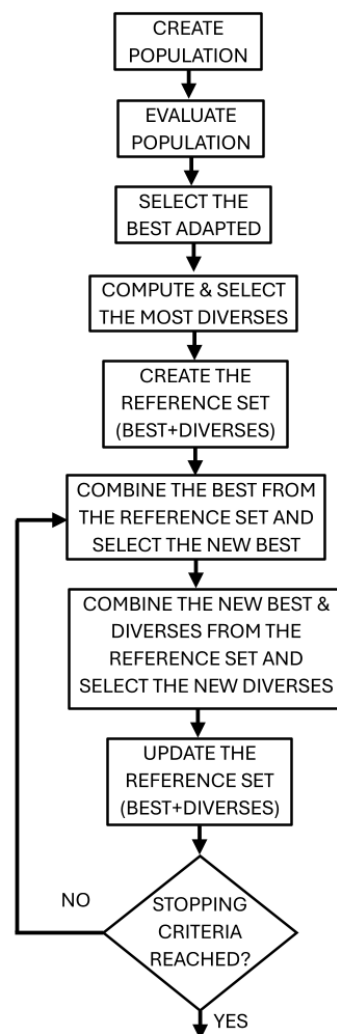 CREATE
POPULATION
EVALUATE
POPULATION
SELECT THE
BEST ADAPTED
COMPUTE & SELECT
THE MOST DIVERSES
CREATE THE
REFERENCE SET
(BEST+DIVERSES)
COMBINE THE BEST FROM
THE REFERENCE SET AND
SELECT THE NEW BEST
COMBINE THE NEW BEST &
DIVERSES FROM THE
REFERENCE SET AND
SELECT THE NEW DIVERSES
UPDATE THE
REFERENCE SET
(BEST+DIVERSES)
NO
STOPPING
CRITERIA
REACHED?
YES